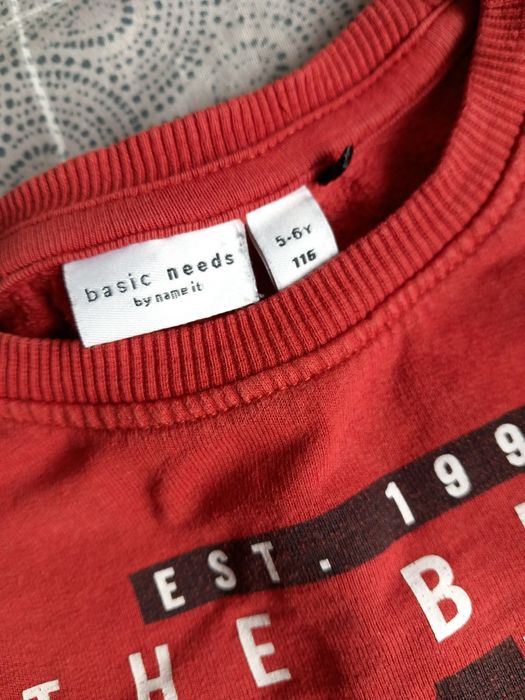 basic needs
by name it
5-6Y
116
EST. 199
THE B